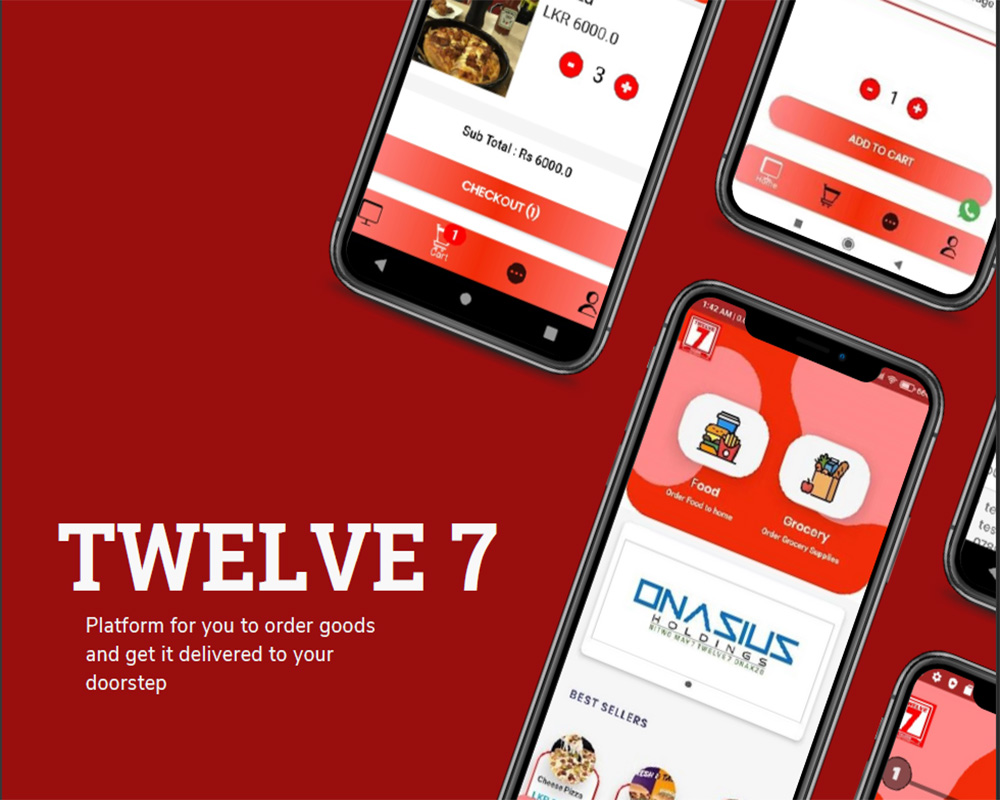 LKR 6000.0
- 3 +
Sub Total : Rs 6000.0
CHECKOUT (1)
1
Cart
- 1 +
ADD TO CART
Home
1:42 AM | 0.
TWELVE
7
Food
Order Food to home
Grocery
Order Grocery Supplies
ONASIUS
HOLDINGS
BEST SELLERS
Cheese Pizza
LKR
TWELVE 7
Platform for you to order goods
and get it delivered to your
doorstep
7
1